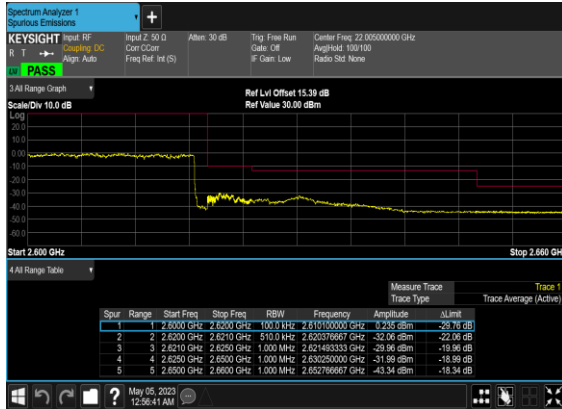 Spectrum Analyzer 1
Spurious Emissions
+
KEYSIGHT Input: RF Input Z: 50 Ω Atten: 30 dB Trig: Free Run Center Freq: 22.005000000 GHz
R T Coupling: DC Corr CCorr Gate: Off Avg|Hold: 100/100
Align: Auto Freq Ref: Int (S) IF Gain: Low Radio Std: None
PASS
3 All Range Graph
Ref Lvl Offset 15.39 dB
Scale/Div 10.0 dB Ref Value 30.00 dBm
Log
20.0
10.0
0.00
-10.0
-20.0
-30.0
-40.0
-50.0
-60.0
Start 2.600 GHz Stop 2.660 GH
4 All Range Table
Measure Trace Trace 1
Trace Type Trace Average (Active)
Spur Range Start Freq Stop Freq RBW Frequency Amplitude ΔLimit
1 1 2.6000 GHz 2.6200 GHz 100.0 kHz 2.610100000 GHz 0.235 dBm -29.76 dB
2 2 2.6200 GHz 2.6210 GHz 510.0 kHz 2.620376667 GHz -32.06 dBm -22.06 dB
3 3 2.6210 GHz 2.6250 GHz 1.000 MHz 2.621493333 GHz -29.96 dBm -19.96 dB
4 4 2.6250 GHz 2.6500 GHz 1.000 MHz 2.630250000 GHz -31.99 dBm -18.99 dB
5 5 2.6500 GHz 2.6600 GHz 1.000 MHz 2.652766667 GHz -43.34 dBm -18.34 dB
? May 05, 2023
12:56:41 AM